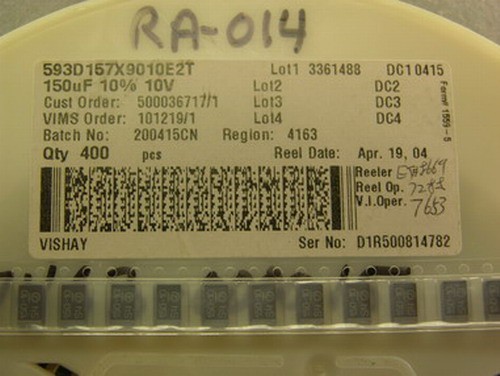 RA-014
593D157X9010E2T Lot1 3361488 DC10415
150uF 10% 10V Lot2 DC2
Cust Order: 500036717/1 Lot3 DC3
VIMS Order: 101219/1 Lot4 DC4
Batch No: 200415CN Region: 4163
Qty 400 pcs Reel Date: Apr. 19, 04
Form# 1555-5
Reeler
Reel Op.
V.I.Oper. 7653
VISHAY Ser No: D1R500814782